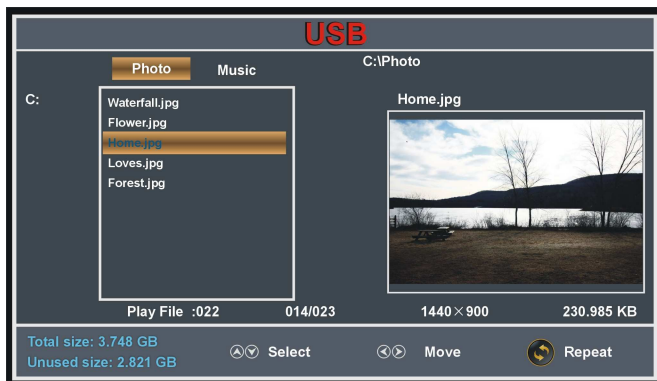 USB
Photo Music C:\Photo
C: Home.jpg
Waterfall.jpg
Flower.jpg
Home.jpg
Loves.jpg
Forest.jpg
Play File :022 014/023 1440×900 230.985 KB
Total size: 3.748 GB
Unused size: 2.821 GB
Select Move Repeat